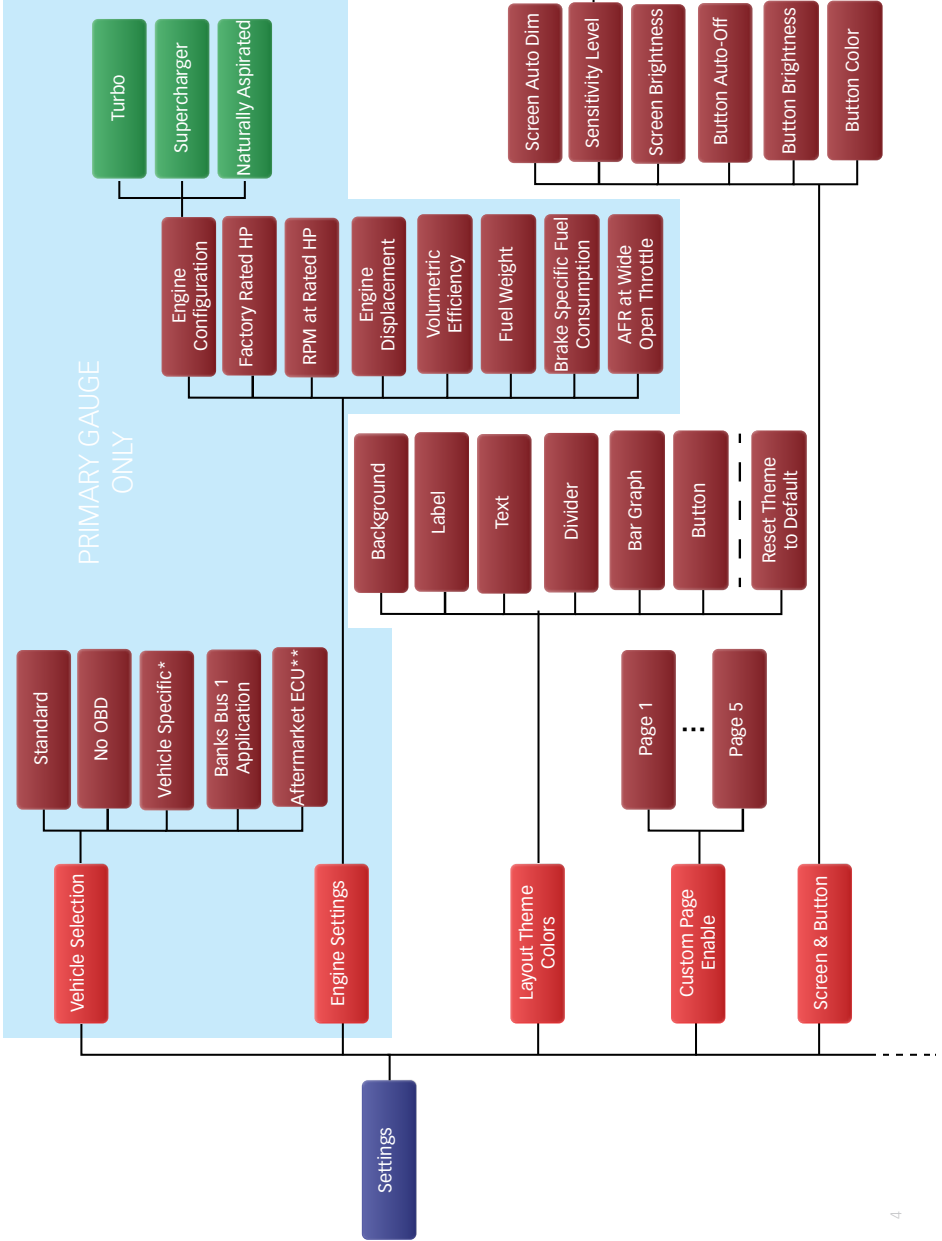 PRIMARY GAUGE
ONLY
Settings
Vehicle Selection
Standard
No OBD
Vehicle Specific*
Banks Bus 1
Application
Aftermarket ECU**
Engine Settings
Engine
Configuration
Turbo
Supercharger
Naturally Aspirated
Factory Rated HP
RPM at Rated HP
Engine
Displacement
Volumetric
Efficiency
Fuel Weight
Brake Specific Fuel
Consumption
AFR at Wide
Open Throttle
Layout Theme
Colors
Background
Label
Text
Divider
Bar Graph
Button
Reset Theme
to Default
Custom Page
Enable
Page 1
...
Page 5
Screen & Button
Screen Auto Dim
Sensitivity Level
Screen Brightness
Button Auto-Off
Button Brightness
Button Color
4